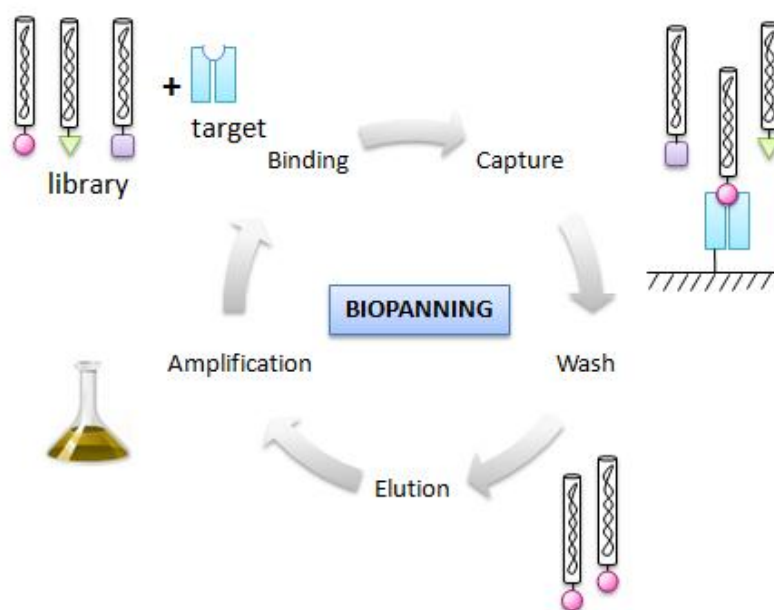 +
target
library
Binding
Capture
BIOPANNING
Amplification
Wash
Elution